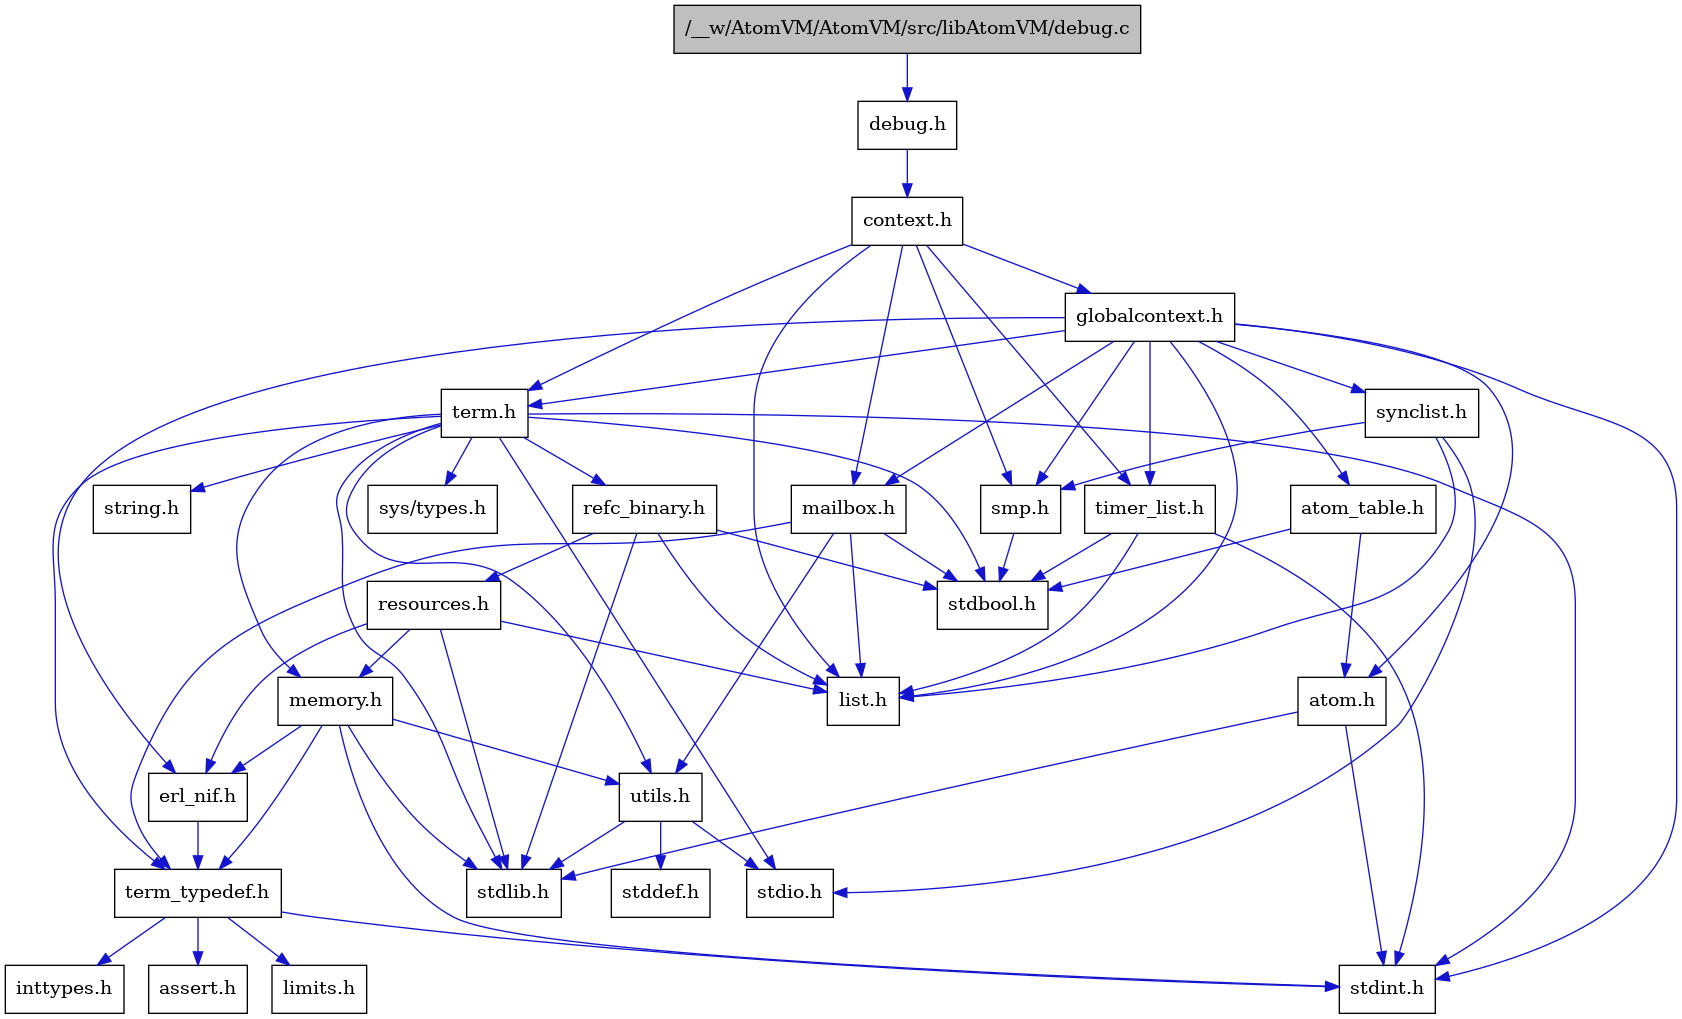 /__w/AtomVM/AtomVM/src/libAtomVM/debug.c
debug.h
context.h
globalcontext.h
term.h
synclist.h
string.h
sys/types.h
refc_binary.h
mailbox.h
smp.h
timer_list.h
atom_table.h
resources.h
stdbool.h
memory.h
list.h
atom.h
erl_nif.h
utils.h
term_typedef.h
stdlib.h
stddef.h
stdio.h
inttypes.h
assert.h
limits.h
stdint.h